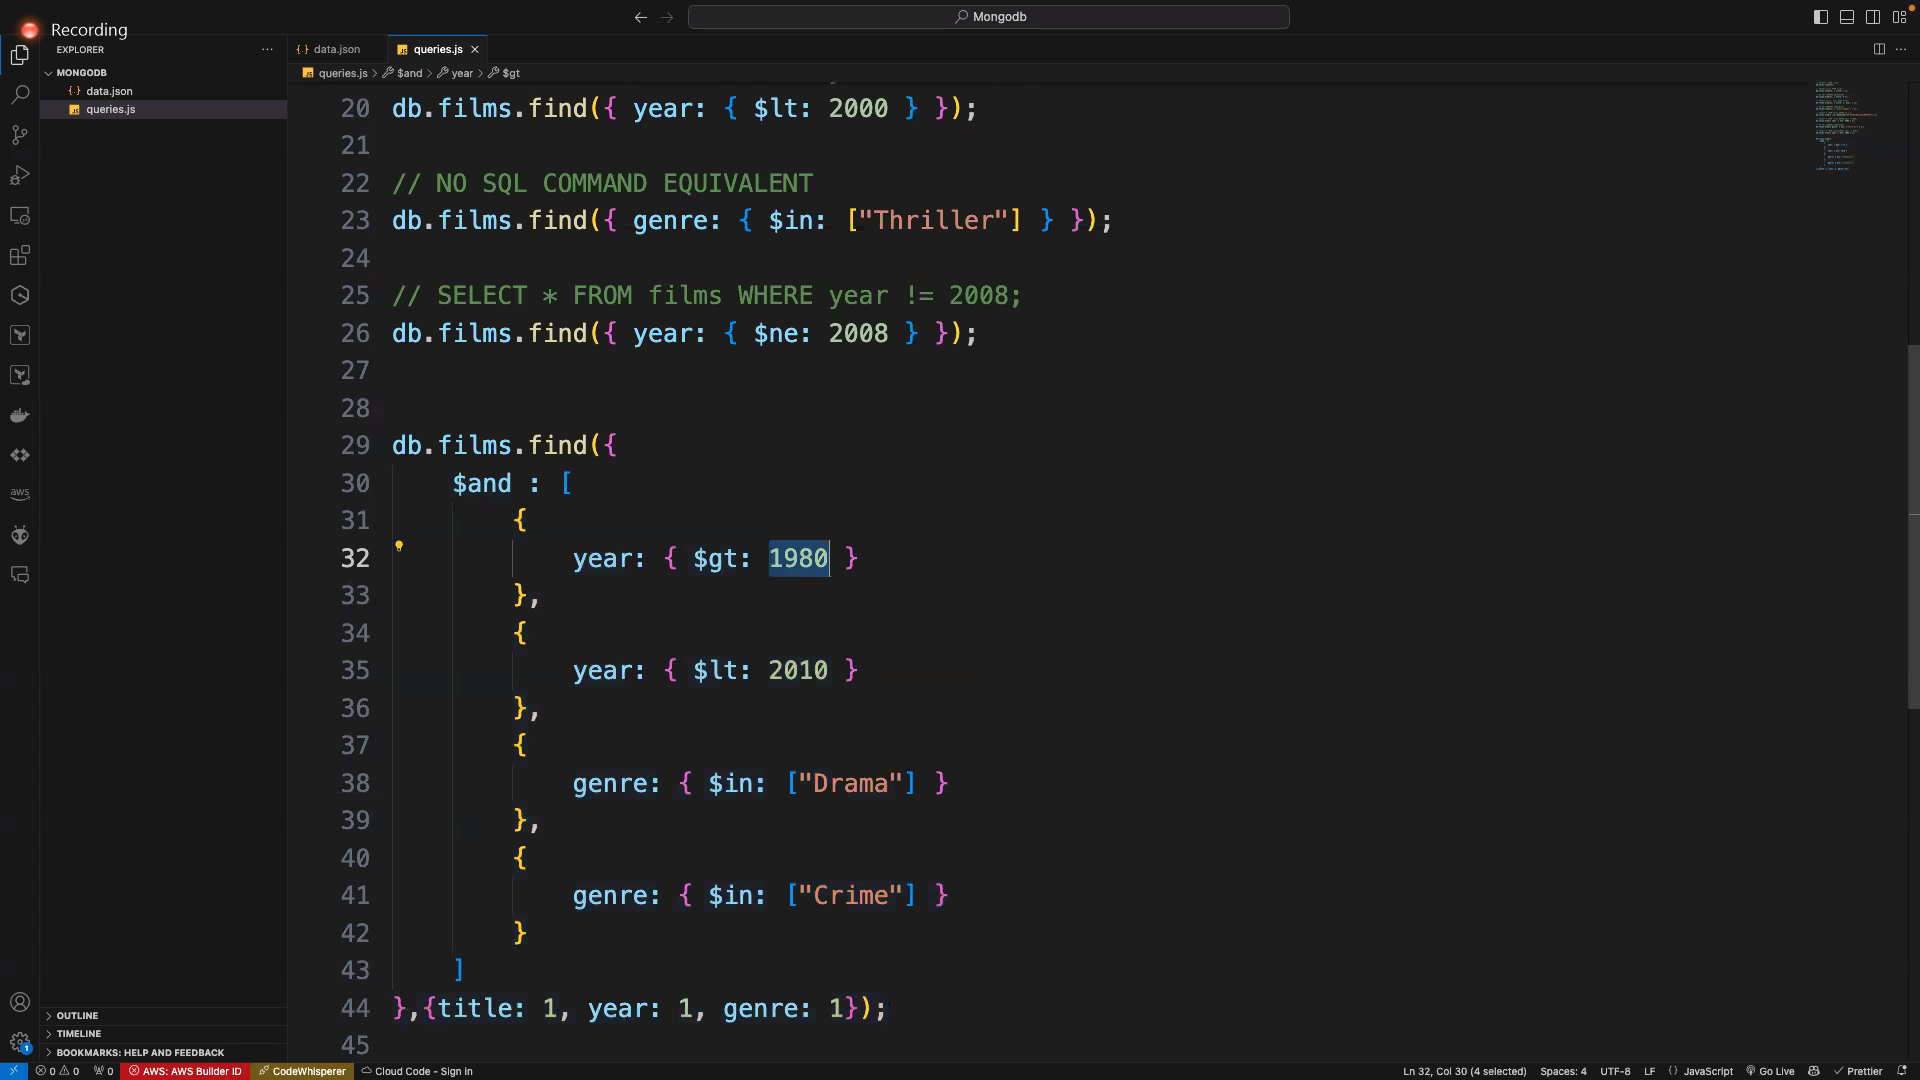 Recording
Mongodb
EXPLORER
data.json
queries.js
MONGODB
queries.js > $and > year > $gt
data.json
queries.js
20 db.films.find({ year: { $lt: 2000 } });
21
22 // NO SQL COMMAND EQUIVALENT
23 db.films.find({ genre: { $in: ["Thriller"] } });
24
25 // SELECT * FROM films WHERE year != 2008;
26 db.films.find({ year: { $ne: 2008 } });
27
28
29 db.films.find({
30 $and : [
31 {
32 year: { $gt: 1980 }
33 },
34 {
35 year: { $lt: 2010 }
36 },
37 {
38 genre: { $in: ["Drama"] }
39 },
40 {
41 genre: { $in: ["Crime"] }
42 }
43 ]
44 },{title: 1, year: 1, genre: 1});
45
aws
OUTLINE
TIMELINE
BOOKMARKS: HELP AND FEEDBACK
1
0 0 0 AWS: AWS Builder ID CodeWhisperer Cloud Code - Sign in Ln 32, Col 30 (4 selected) Spaces: 4 UTF-8 LF {} JavaScript Go Live Prettier